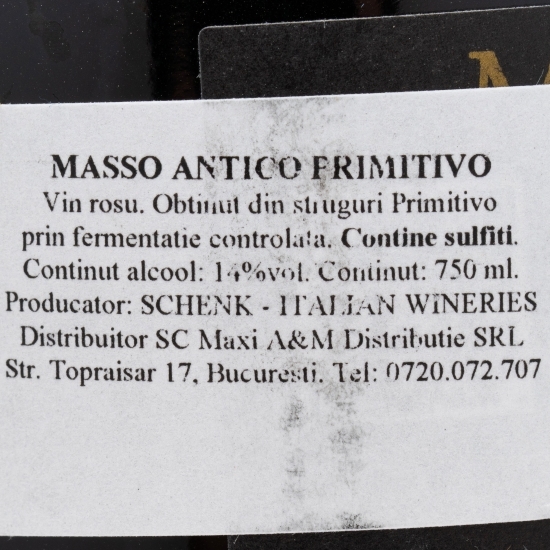 M
MASSO ANTICO PRIMITIVO
Vin rosu. Obtinut din struguri Primitivo
prin fermentatie controlata. Contine sulfiti.
Continut alcool: 14%vol. Continut: 750 ml.
Producator: SCHENK - ITALIAN WINERIES
Distribuitor SC Maxi A&M Distributie SRL
Str. Topraisar 17, Bucuresti. Tel: 0720.072.707